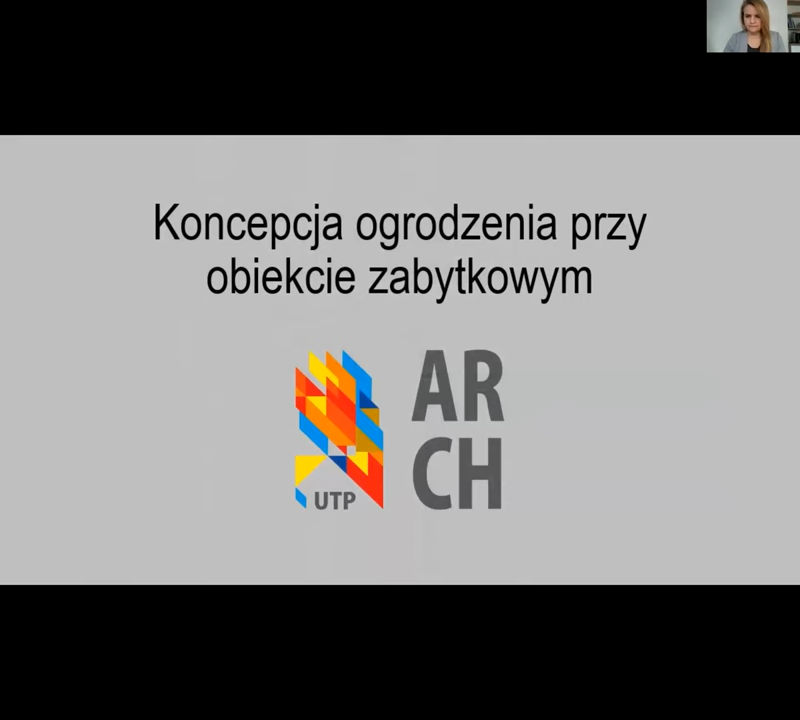 Koncepcja ogrodzenia przy
obiekcie zabytkowym
AR
CH
UTP